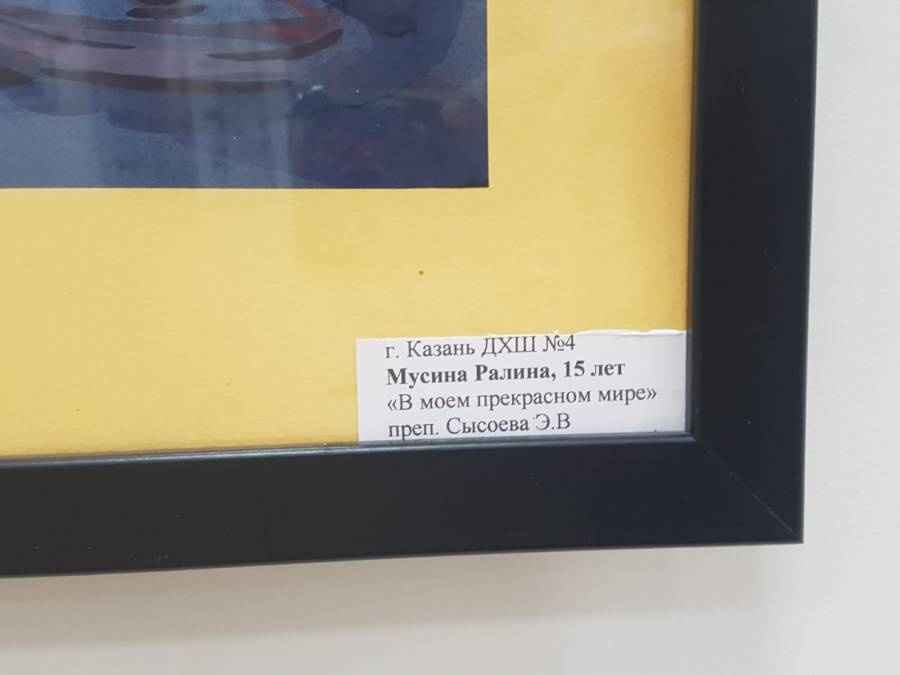 г. Казань ДХШ №4
Мусина Ралина, 15 лет
«В моем прекрасном мире»
преп. Сысоева Э.В